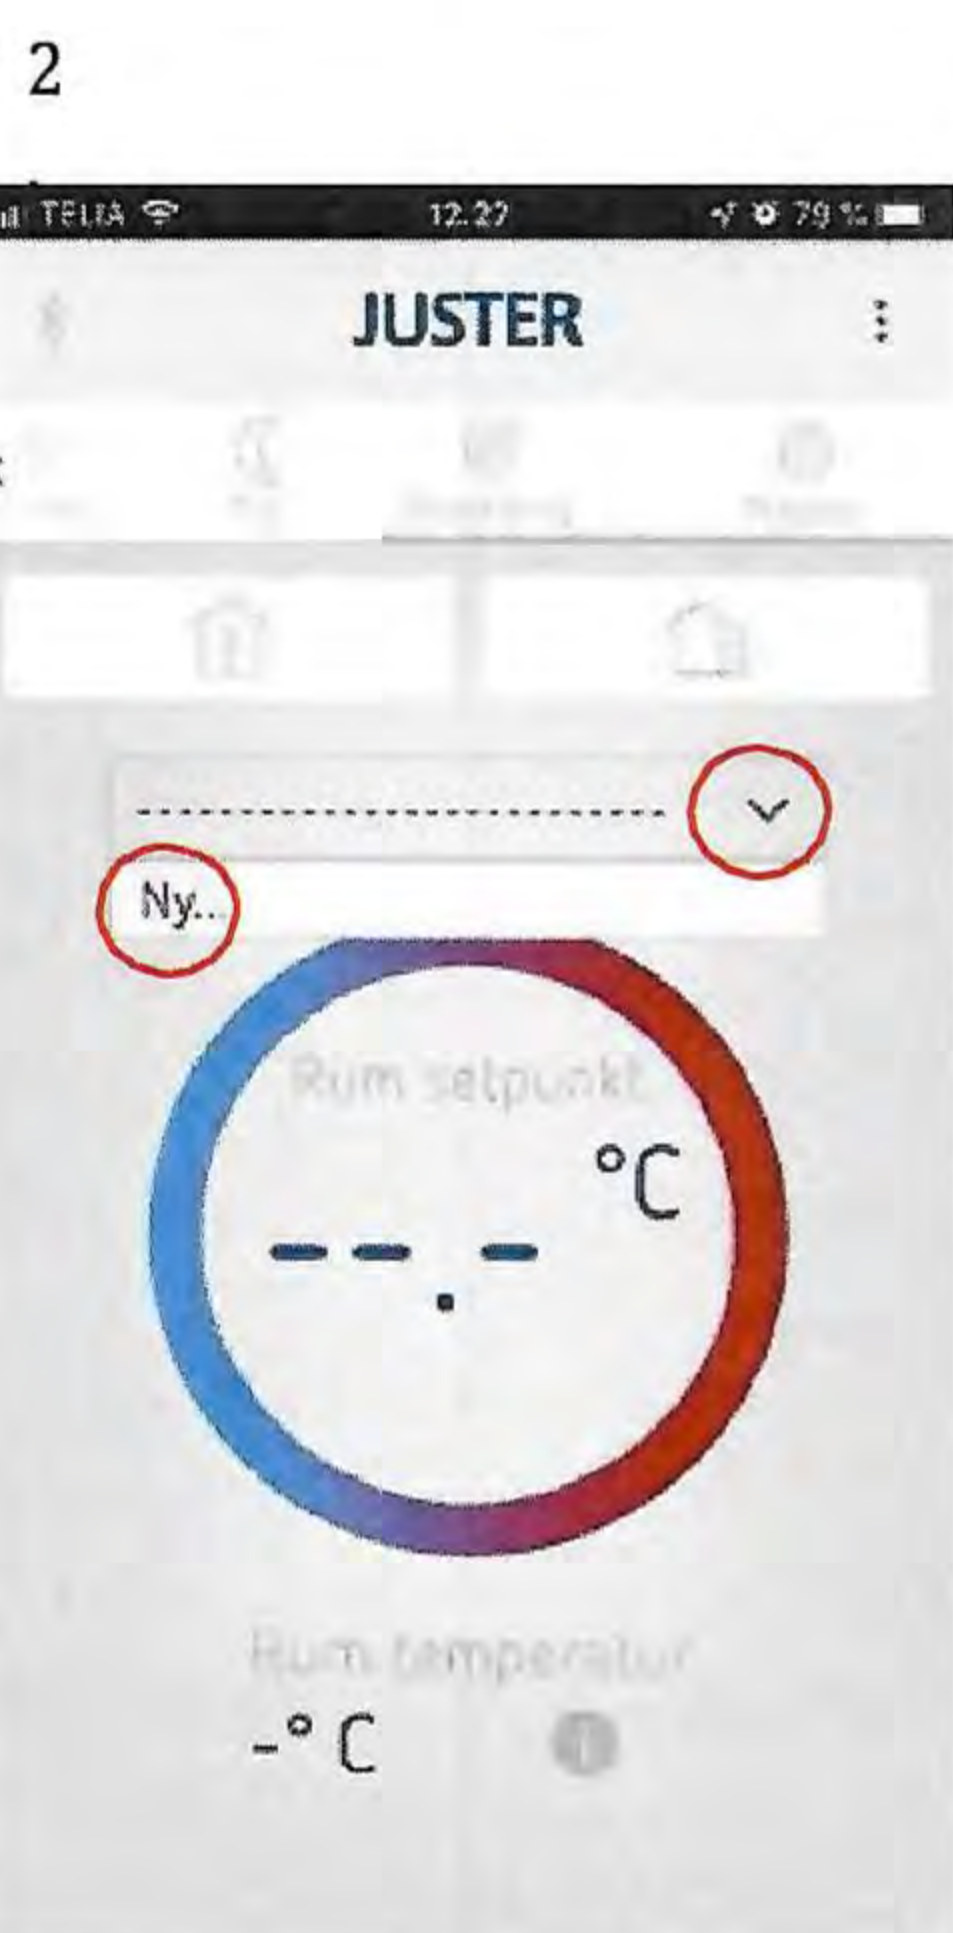 2
TELIA 12.27 79 %
JUSTER
--------------------------------
Ny...
Rum setpunkt
°C
-- . -
Rum temperatur
-° C